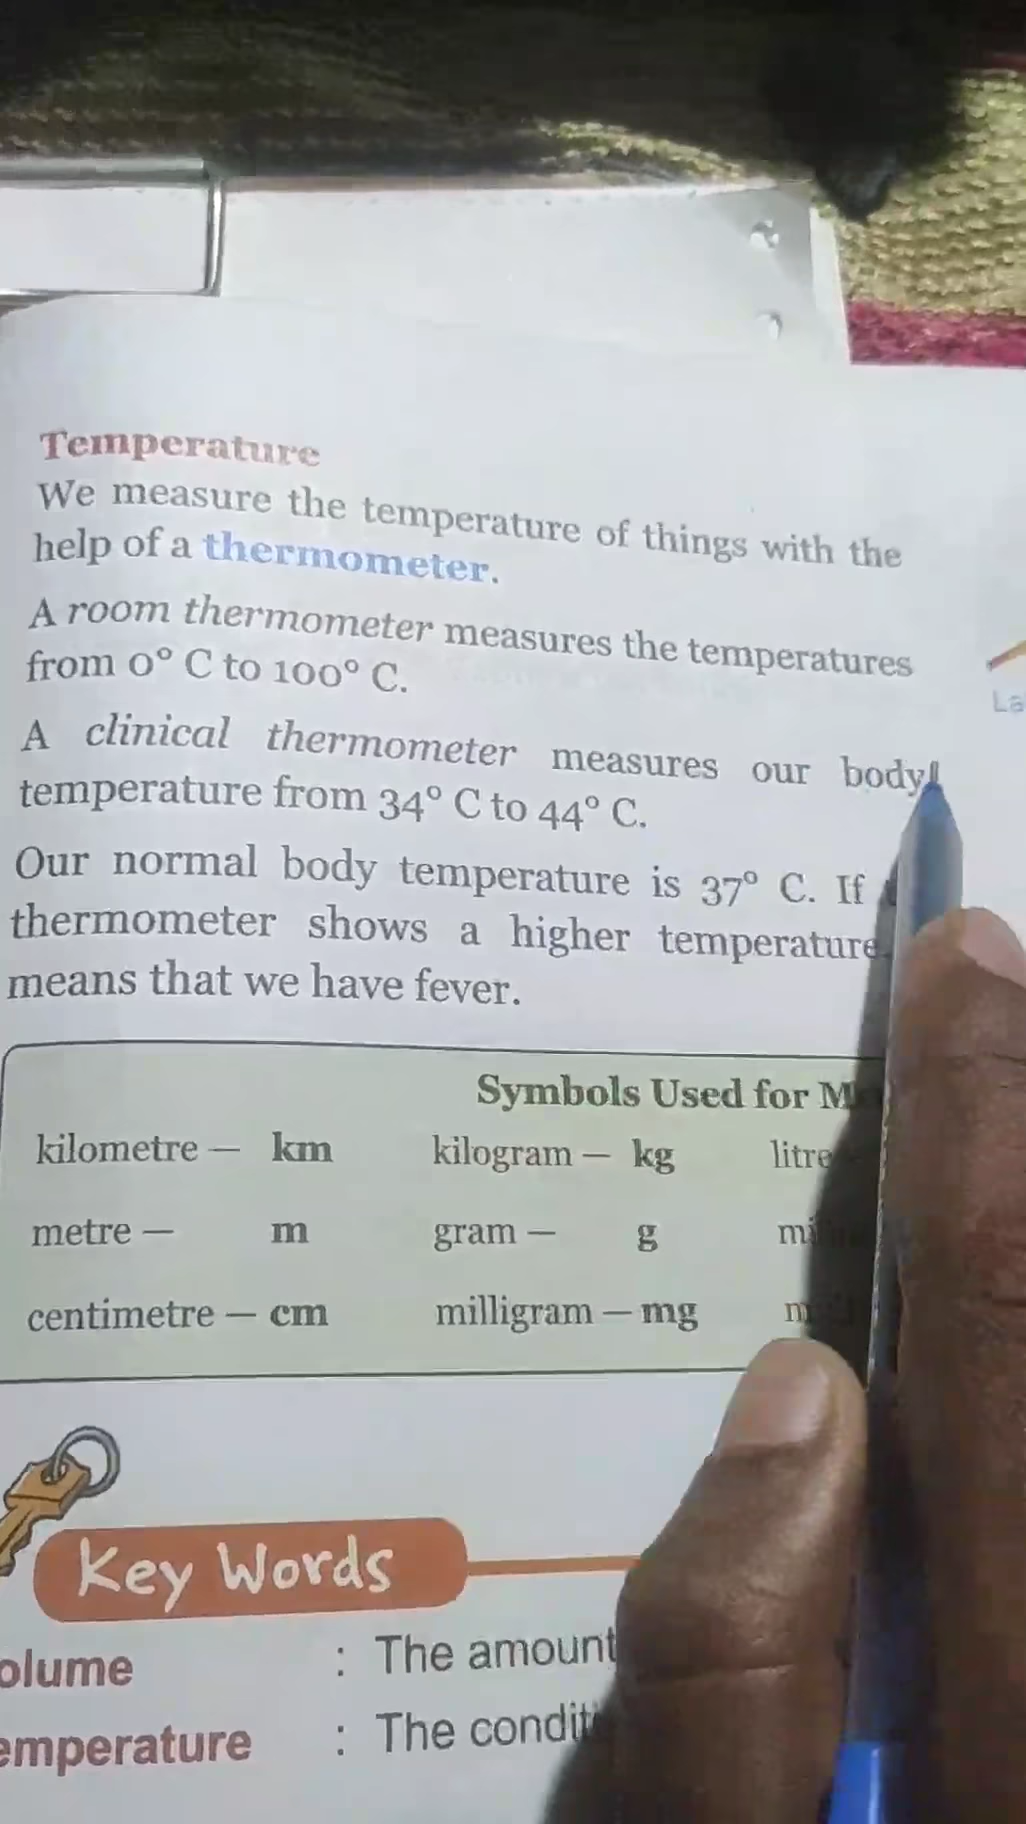 Temperature
We measure the temperature of things with the
help of a thermometer.
A room thermometer measures the temperatures
from 0° C to 100° C.
A clinical thermometer measures our body
temperature from 34° C to 44° C.
Our normal body temperature is 37° C. If
thermometer shows a higher temperature
means that we have fever.
Symbols Used for
kilometre — km kilogram — kg litre
metre — m gram — g
centimetre — cm milligram — mg
Key Words
olume : The amount
emperature : The